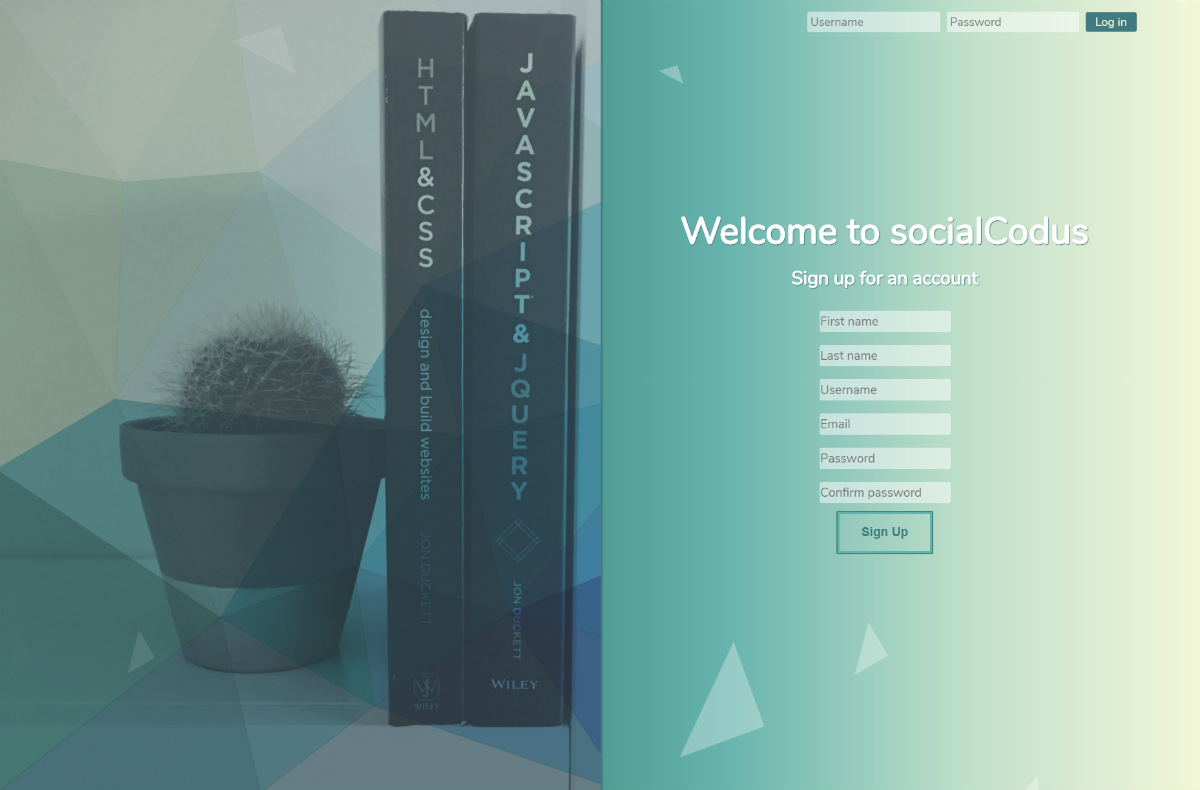 HTML&CSS
design and build websites
JON DUCKETT
WILEY
JAVASCRIPT & JQUERY
JON DUCKETT
WILEY
Username
Password
Log in
Welcome to socialCodus
Sign up for an account
First name
Last name
Username
Email
Password
Confirm password
Sign Up